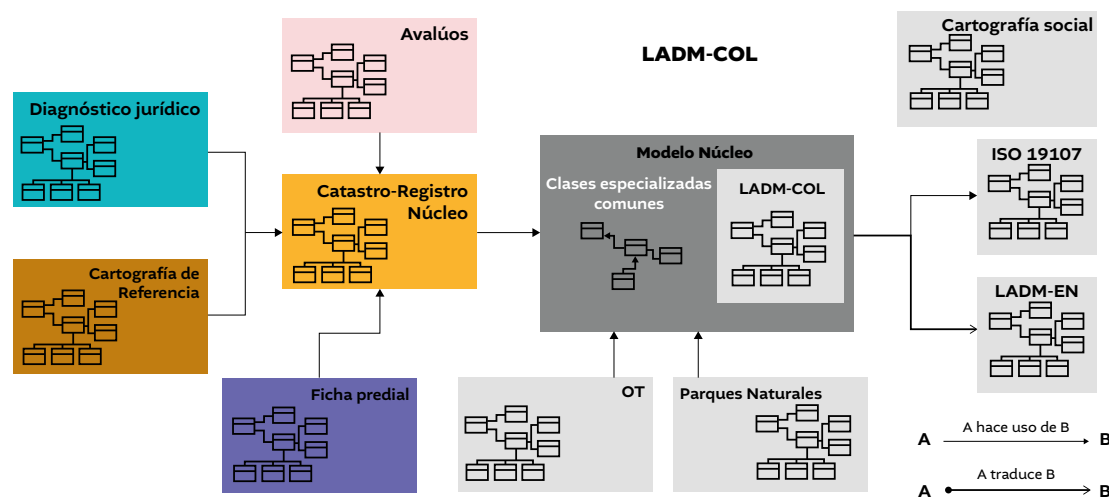 Avalúos
LADM-COL
Cartografía social
Diagnóstico jurídico
ISO 19107
Modelo Núcleo
Clases especializadas
comunes
LADM-COL
Catastro-Registro
Núcleo
Cartografía de
Referencia
LADM-EN
Ficha predial
OT
Parques Naturales
A hace uso de B
A
B
A traduce B
A
B